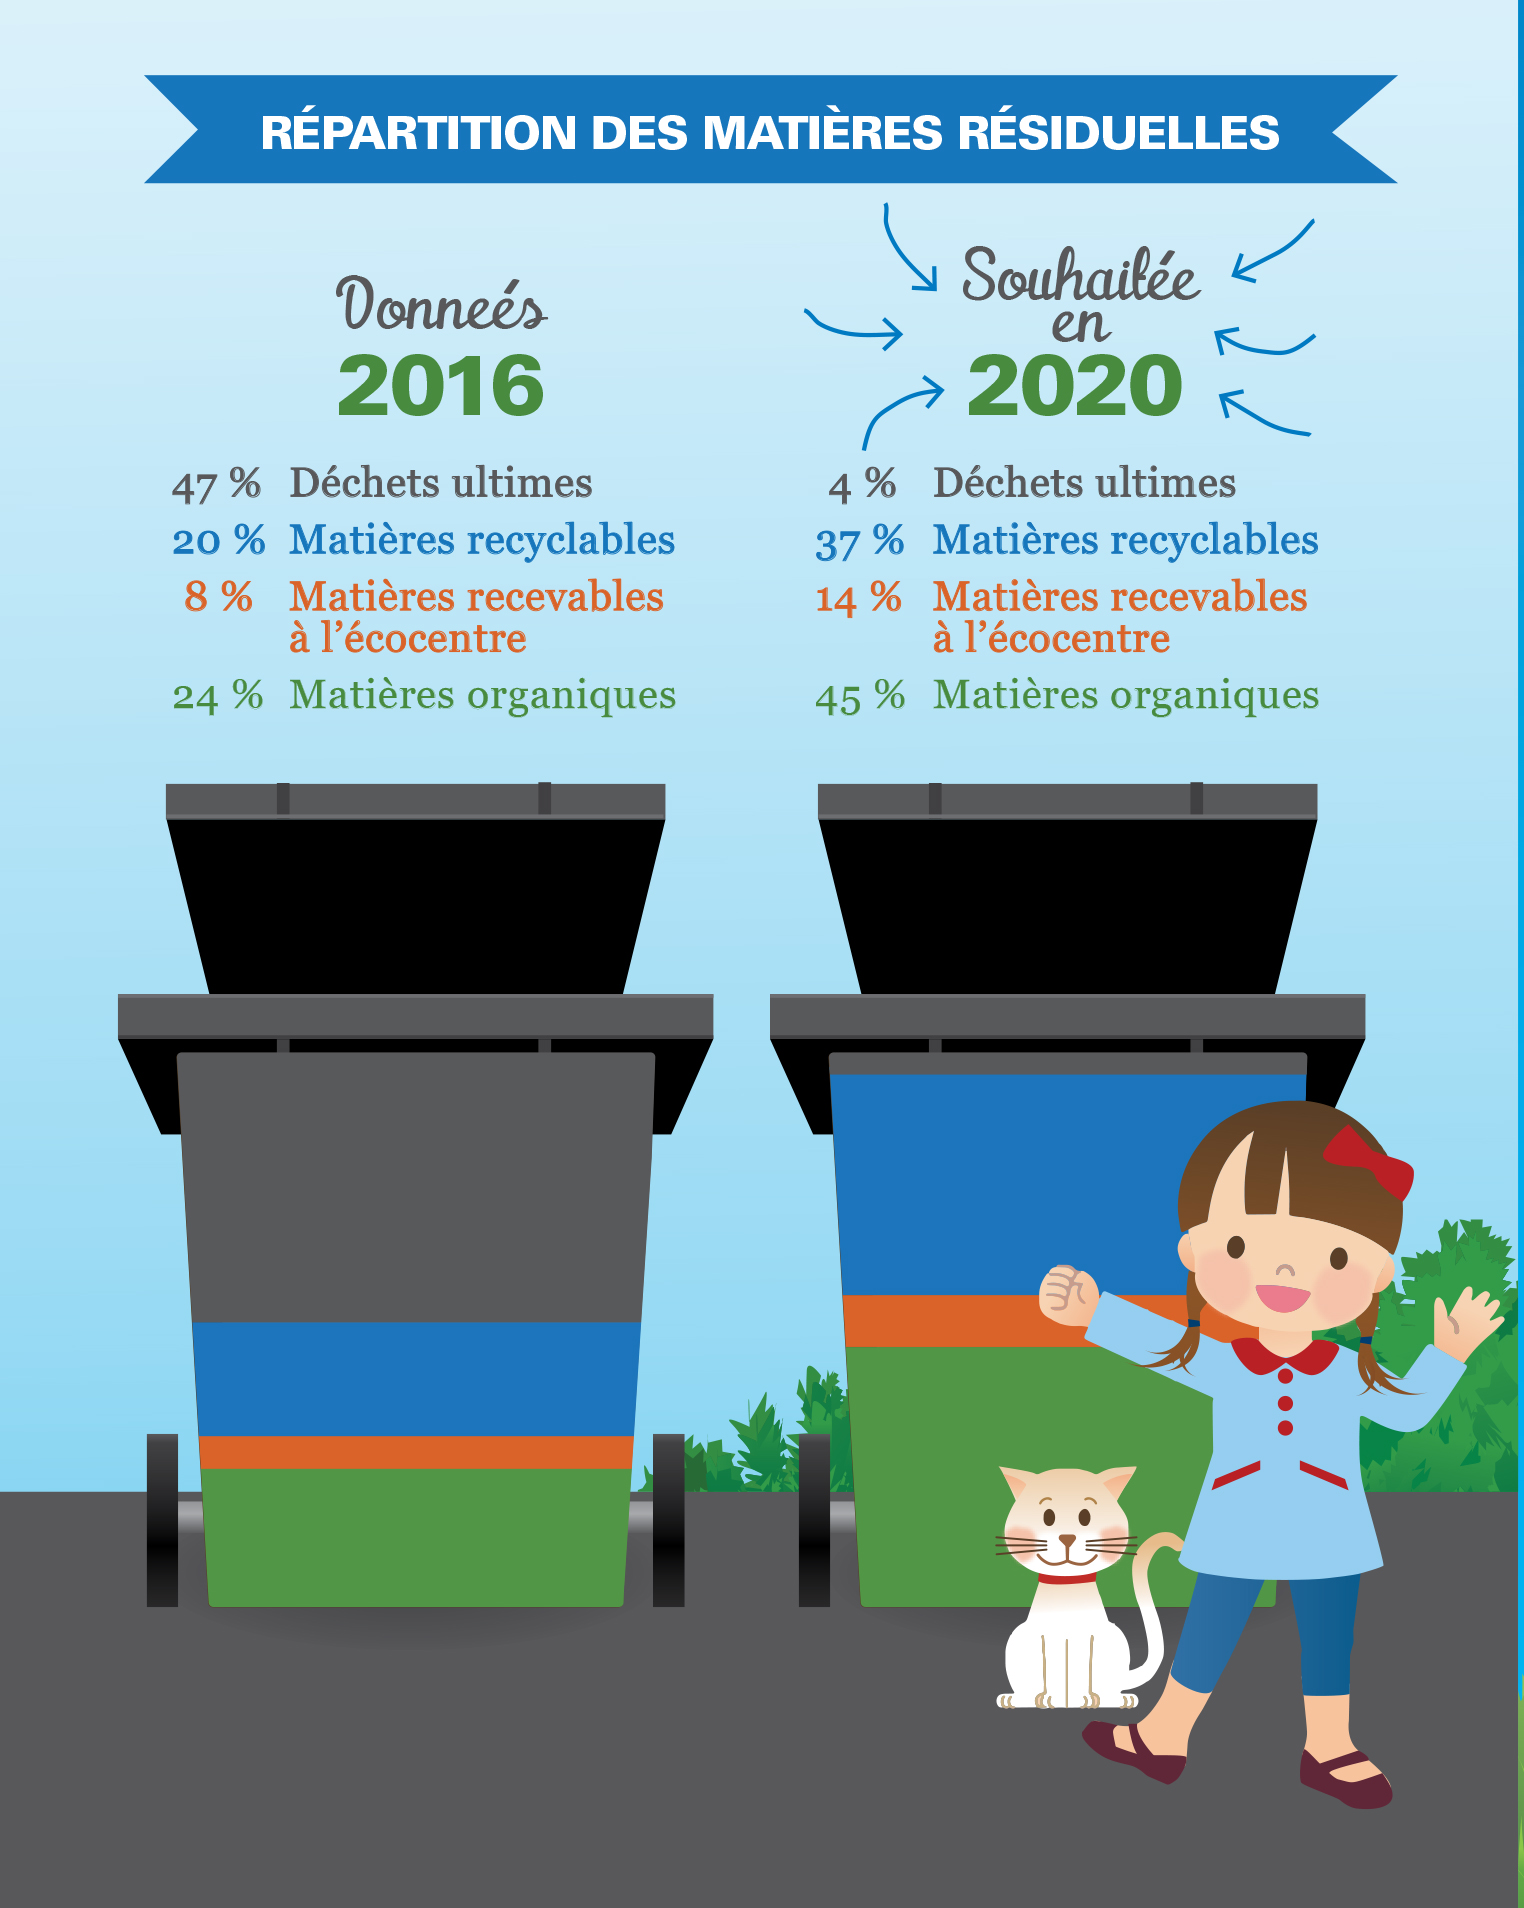 RÉPARTITION DES MATIÈRES RÉSIDUELLES
Donneés
2016
47 % Déchets ultimes
20 % Matières recyclables
8 % Matières recevables
à l’écocentre
24 % Matières organiques
Souhaitée
en
2020
4 % Déchets ultimes
37 % Matières recyclables
14 % Matières recevables
à l’écocentre
45 % Matières organiques